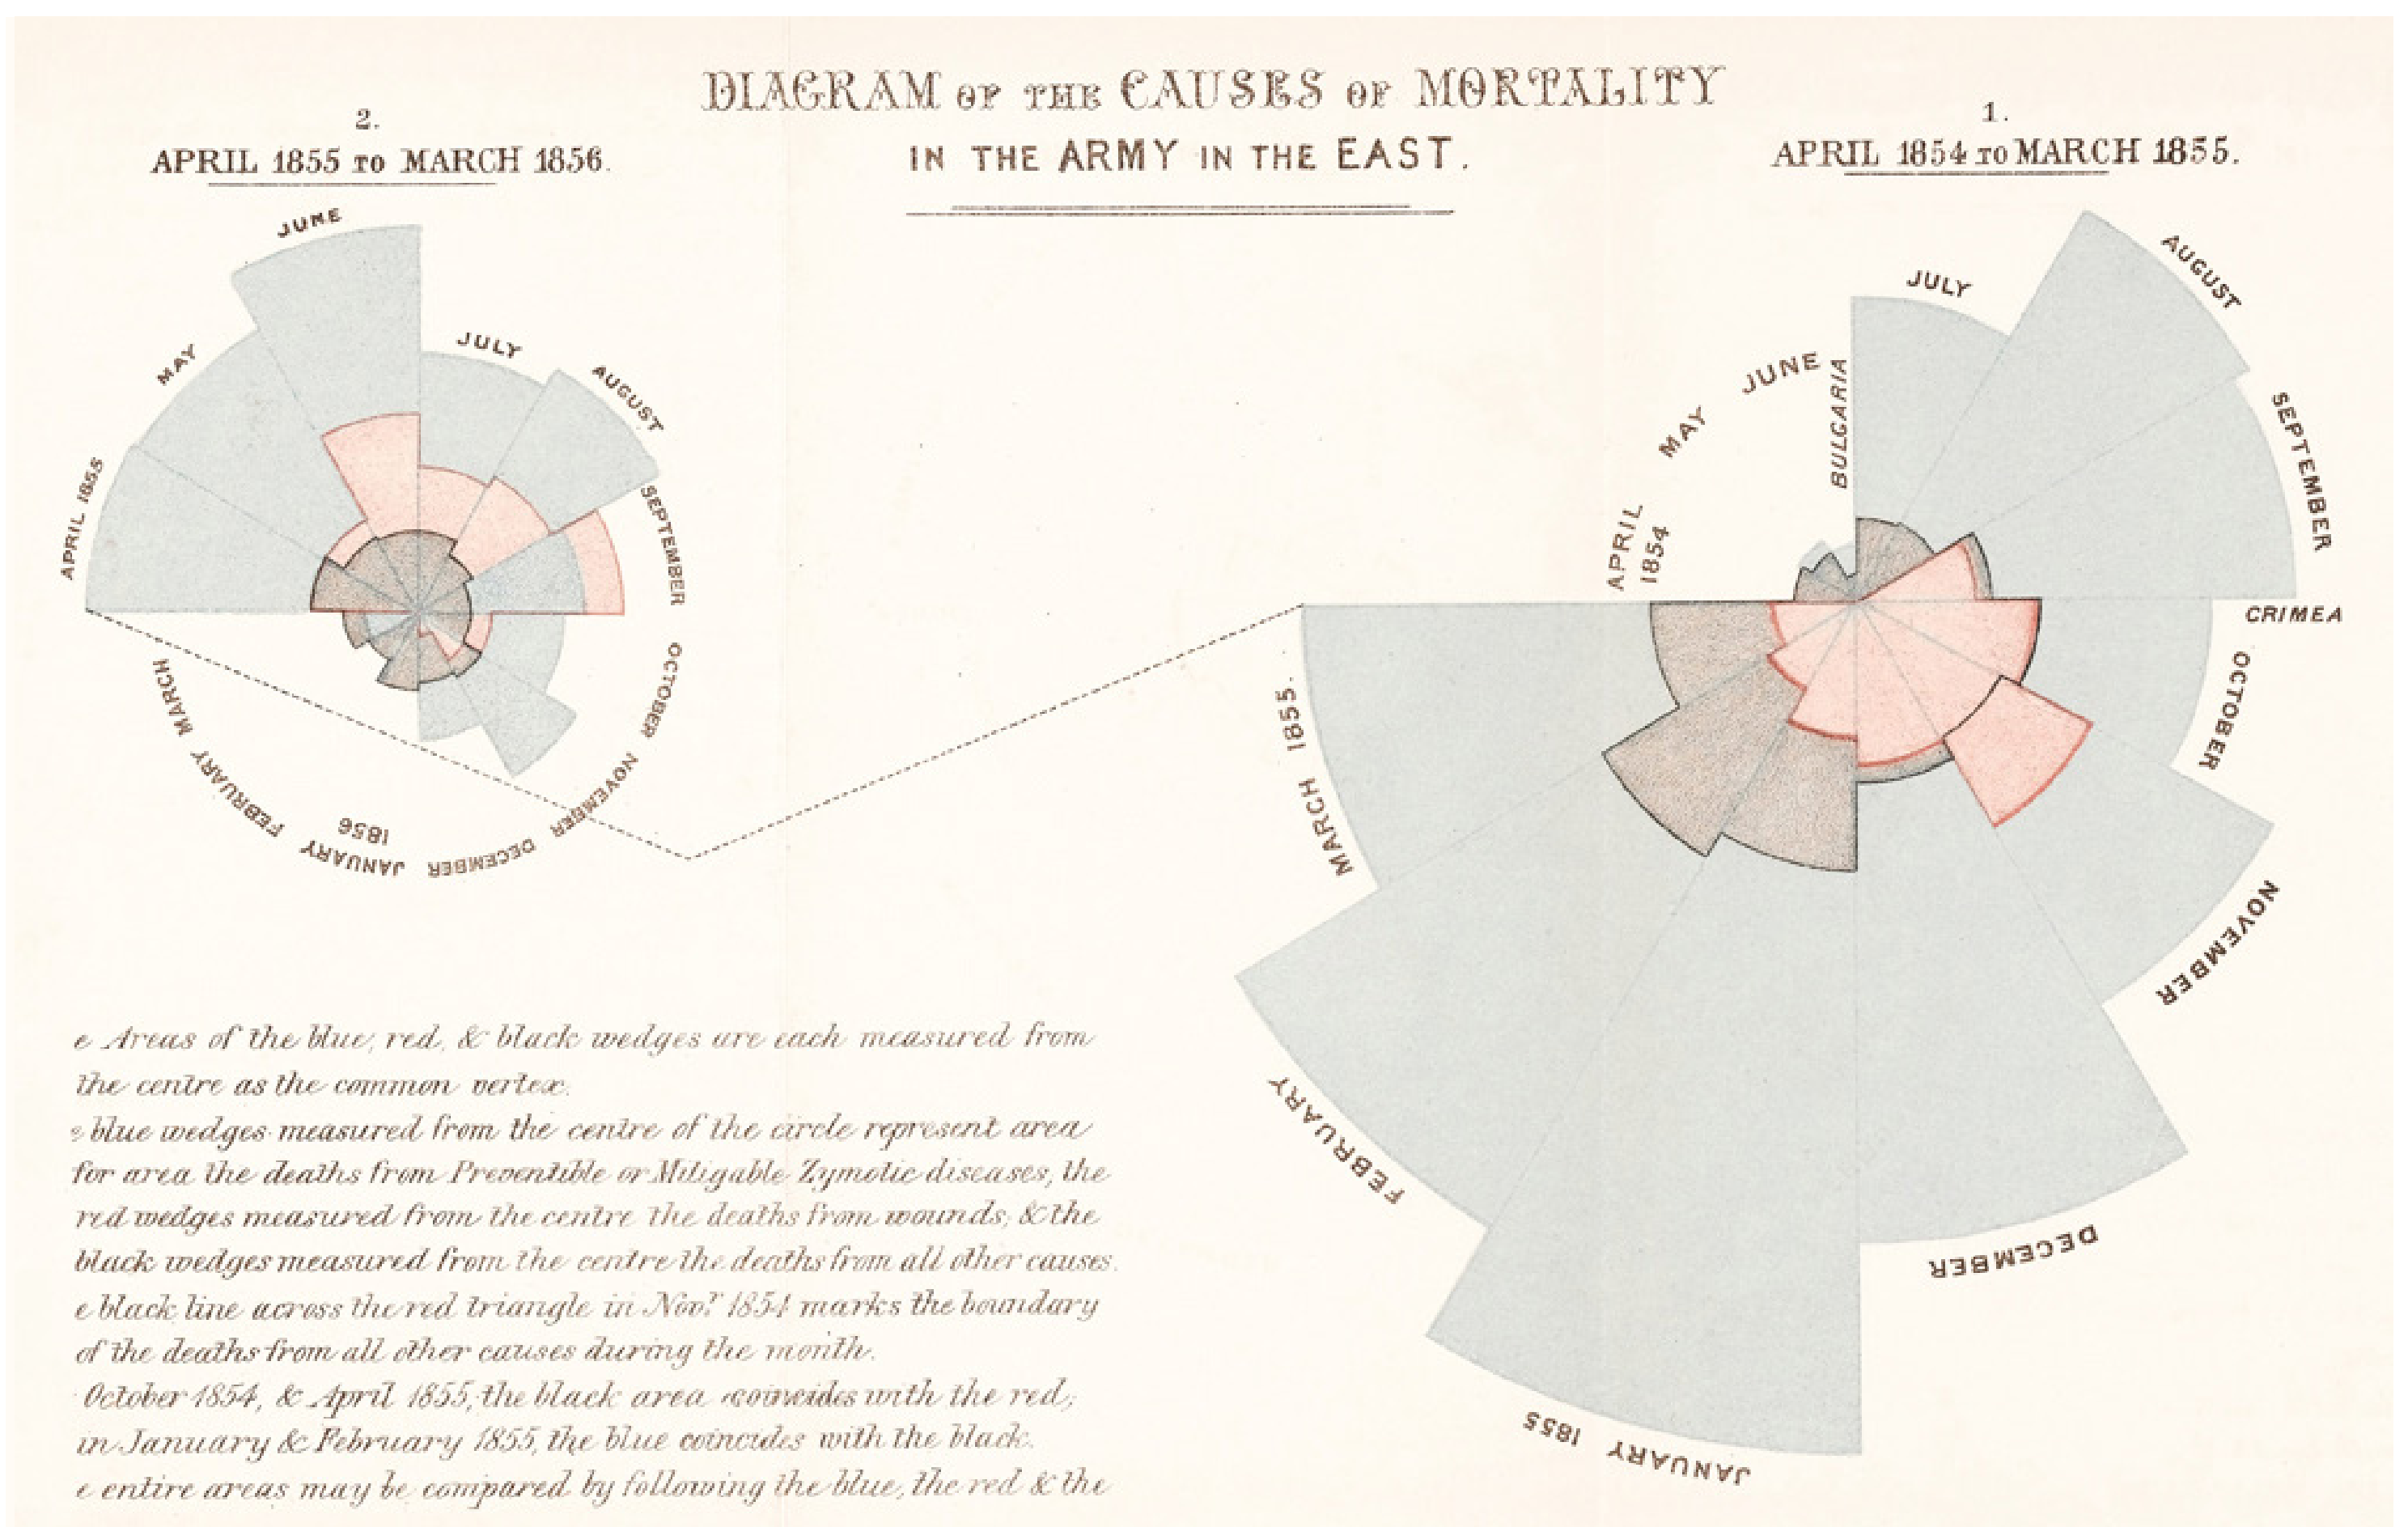 DIAGRAM OF THE CAUSES OF MORTALITY
IN THE ARMY IN THE EAST.
2.
APRIL 1855 TO MARCH 1856.
1.
APRIL 1854 TO MARCH 1855.
APRIL 1855
MAY
JUNE
JULY
AUGUST
SEPTEMBER
OCTOBER
NOVEMBER
DECEMBER
JANUARY
1856
FEBRUARY
MARCH
APRIL
1854
MAY
JUNE
BULGARIA
JULY
AUGUST
SEPTEMBER
CRIMEA
OCTOBER
NOVEMBER
DECEMBER
JANUARY 1855
FEBRUARY
MARCH 1855.
e Areas of the blue, red, & black wedges are each measured from
the centre as the common vertex.
e blue wedges measured from the centre of the circle represent area
for area the deaths from Preventible or Mitigable Zymotic diseases, the
red wedges measured from the centre the deaths from wounds, & the
black wedges measured from the centre the deaths from all other causes.
e black line across the red triangle in Novr. 1854 marks the boundary
of the deaths from all other causes during the month.
October 1854, & April 1855, the black area coincides with the red,
in January & February 1855, the blue coincides with the black.
e entire areas may be compared by following the blue, the red & the